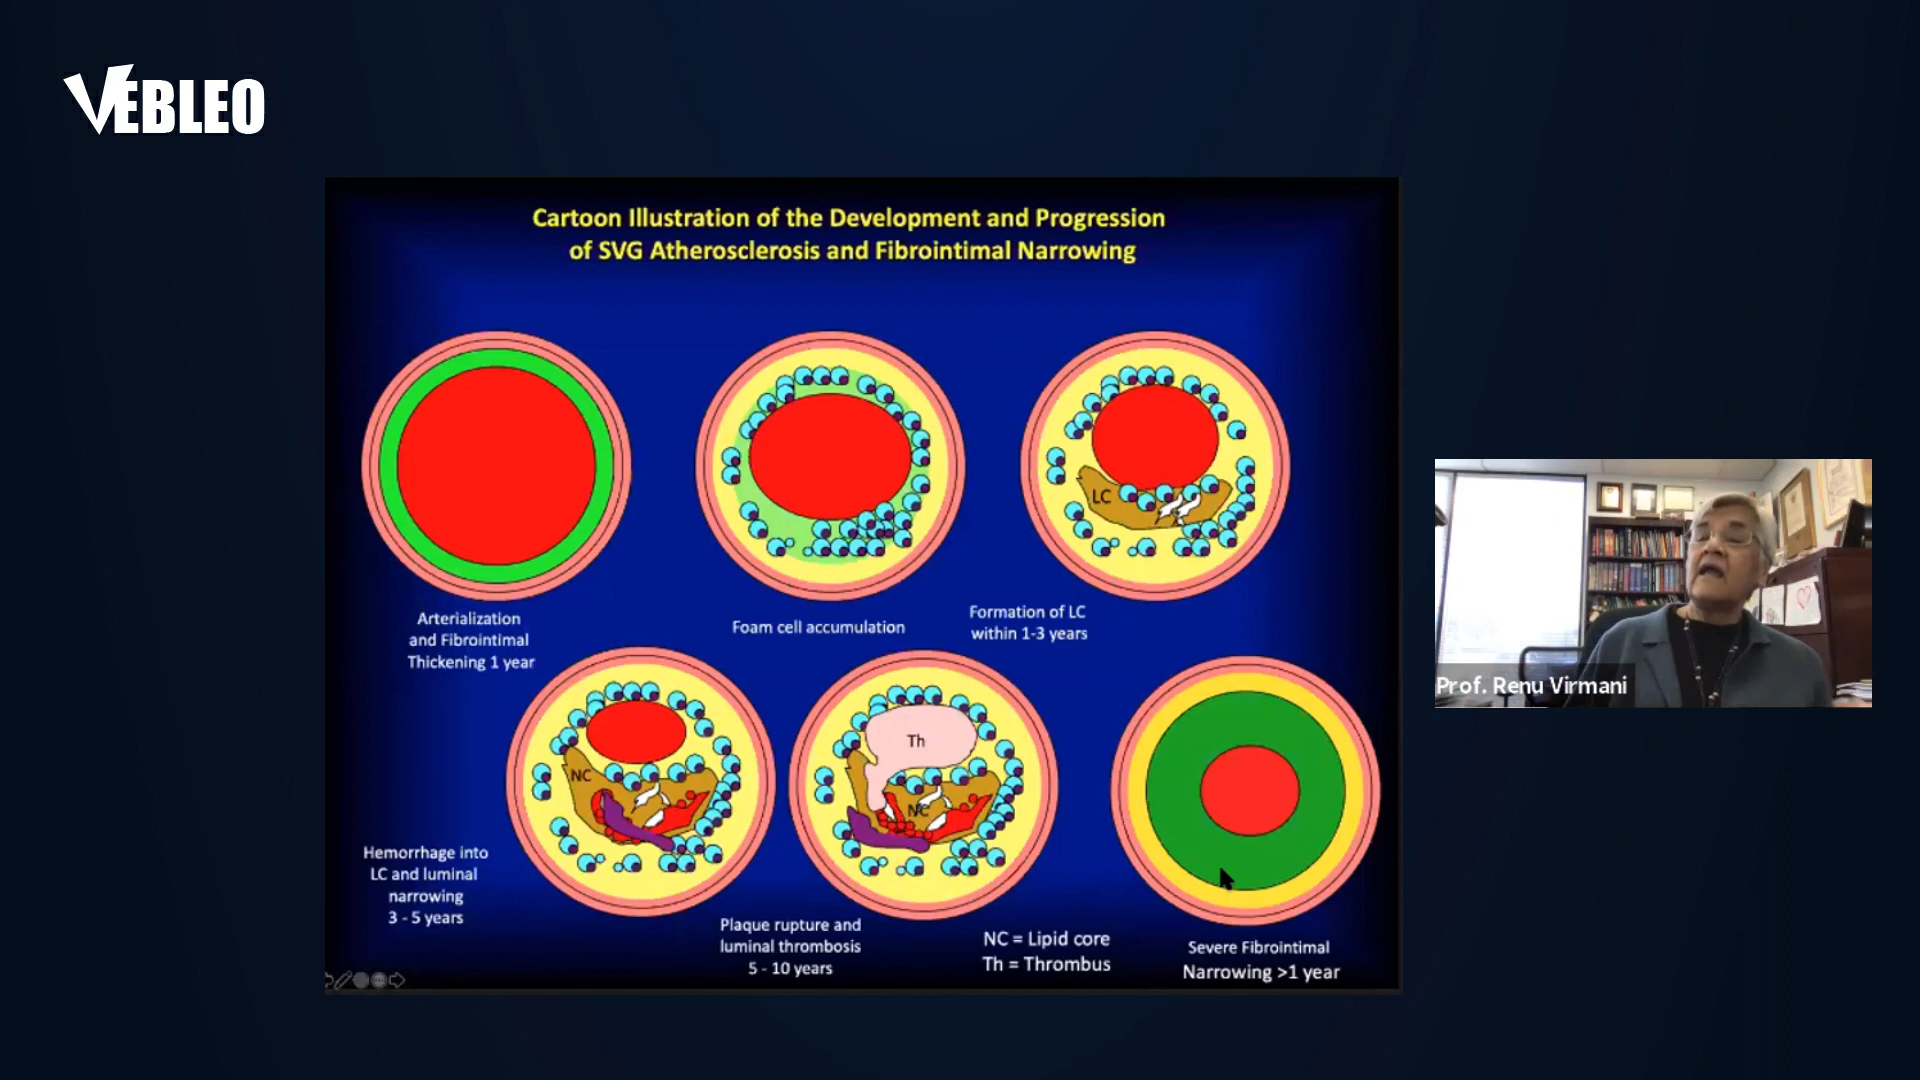 VEBLEO
Cartoon Illustration of the Development and Progression
of SVG Atherosclerosis and Fibrointimal Narrowing
LC
Arterialization
and Fibrointimal
Thickening 1 year
Foam cell accumulation
Formation of LC
within 1-3 years
NC
Th
NC
Hemorrhage into
LC and luminal
narrowing
3 - 5 years
Plaque rupture and
luminal thrombosis
5 - 10 years
NC = Lipid core
Th = Thrombus
Severe Fibrointimal
Narrowing >1 year
Prof. Renu Virmani